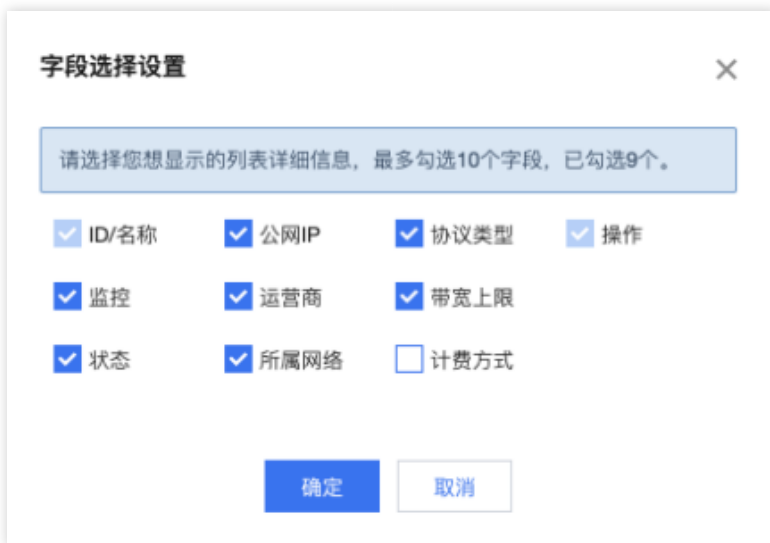 字段选择设置
请选择您想显示的列表详细信息，最多勾选10个字段，已勾选9个。
ID/名称 公网IP 协议类型 操作
监控 运营商 带宽上限
状态 所属网络 计费方式
确定 取消